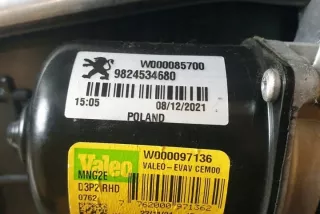 W000085700
9824534680
15:05 08/12/2021
POLAND
Valeo
W000097136
VALEO - EVAV CEM00
MNG2E
D3P2 RHD
0762